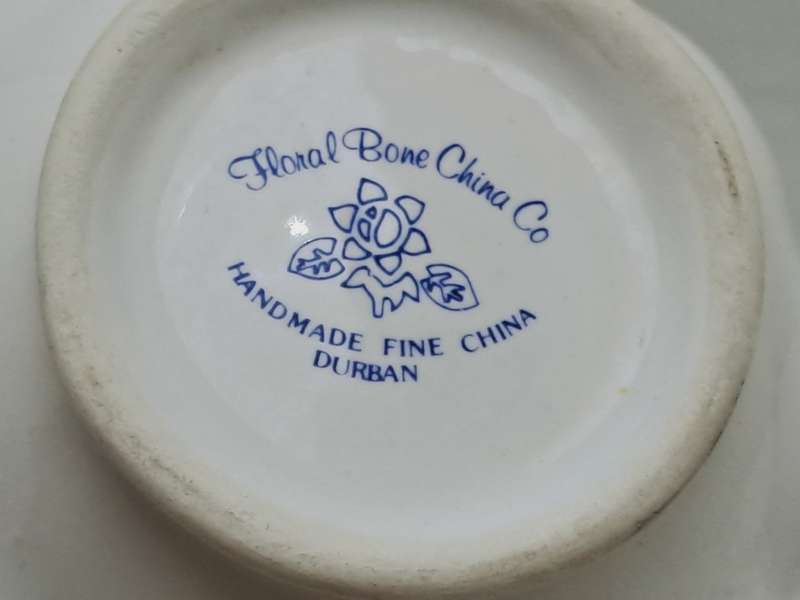 Floral Bone China Co
HANDMADE FINE CHINA
DURBAN